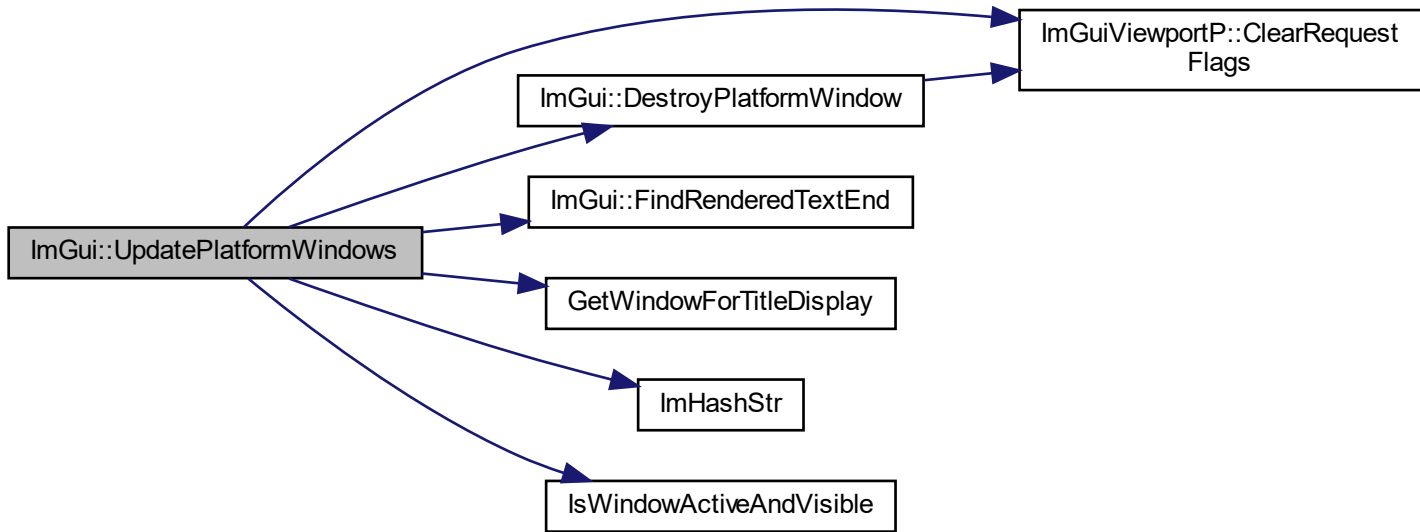 ImGuiViewportP::ClearRequest
Flags
ImGui::DestroyPlatformWindow
ImGui::FindRenderedTextEnd
ImGui::UpdatePlatformWindows
GetWindowForTitleDisplay
ImHashStr
IsWindowActiveAndVisible